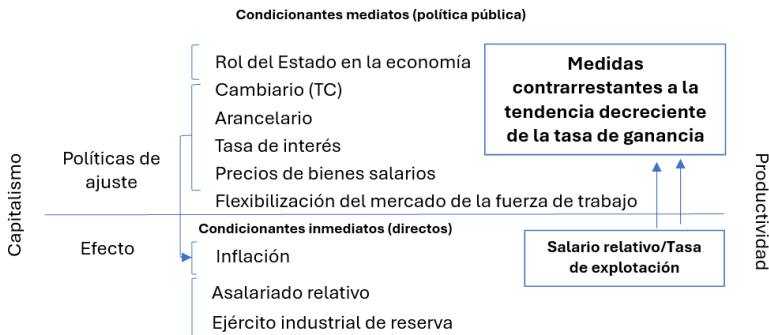 Condicionantes mediatos (política pública)
Rol del Estado en la economía
Cambiario (TC)
Arancelario
Tasa de interés
Precios de bienes salarios
Flexibilización del mercado de la fuerza de trabajo
Medidas
contrarrestantes a la
tendencia decreciente
de la tasa de ganancia
Capitalismo
Políticas de
ajuste
Productividad
Condicionantes inmediatos (directos)
Efecto
Inflación
Asalariado relativo
Ejército industrial de reserva
Salario relativo/Tasa
de explotación